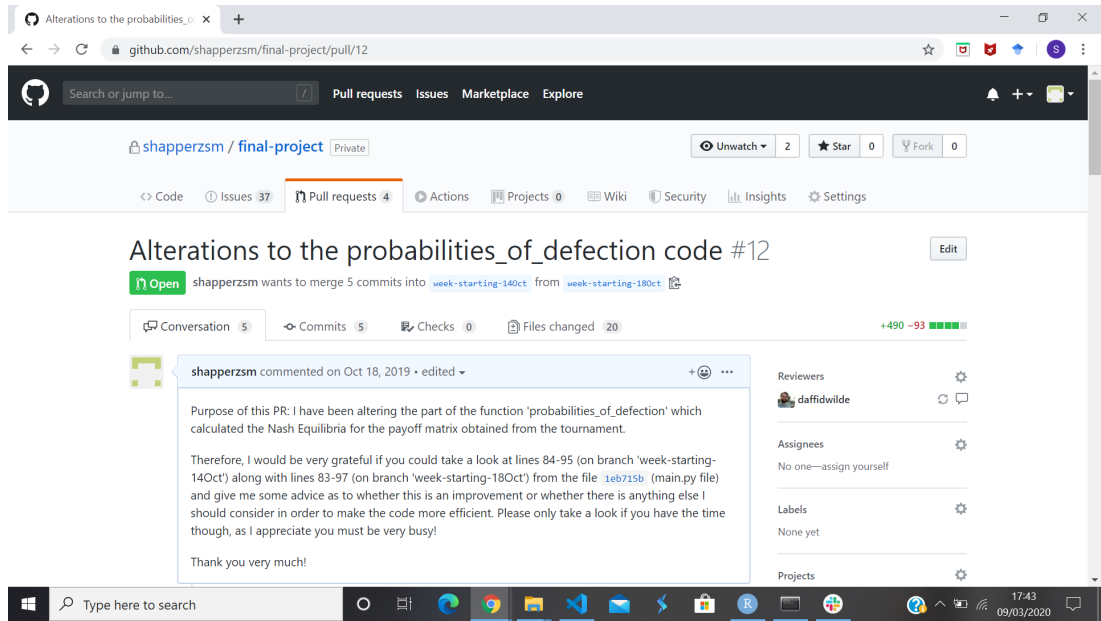 Alterations to the probabilities_o
github.com/shapperzsm/final-project/pull/12
S
Search or jump to...
/
Pull requests Issues Marketplace Explore
shapperzsm / final-project Private
Unwatch 2 Star 0 Fork 0
Code Issues 37 Pull requests 4 Actions Projects 0 Wiki Security Insights Settings
Alterations to the probabilities_of_defection code #12
Edit
Open shapperzsm wants to merge 5 commits into week-starting-14Oct from week-starting-18Oct
Conversation 5 Commits 5 Checks 0 Files changed 20 +490 −93
shapperzsm commented on Oct 18, 2019 • edited
Purpose of this PR: I have been altering the part of the function 'probabilities_of_defection' which
calculated the Nash Equilibria for the payoff matrix obtained from the tournament.
Therefore, I would be very grateful if you could take a look at lines 84-95 (on branch 'week-starting-
14Oct') along with lines 83-97 (on branch 'week-starting-18Oct') from the file 1eb715b (main.py file)
and give me some advice as to whether this is an improvement or whether there is anything else I
should consider in order to make the code more efficient. Please only take a look if you have the time
though, as I appreciate you must be very busy!
Thank you very much!
Reviewers
daffidwilde
Assignees
No one—assign yourself
Labels
None yet
Projects
Type here to search
R
17:43
09/03/2020